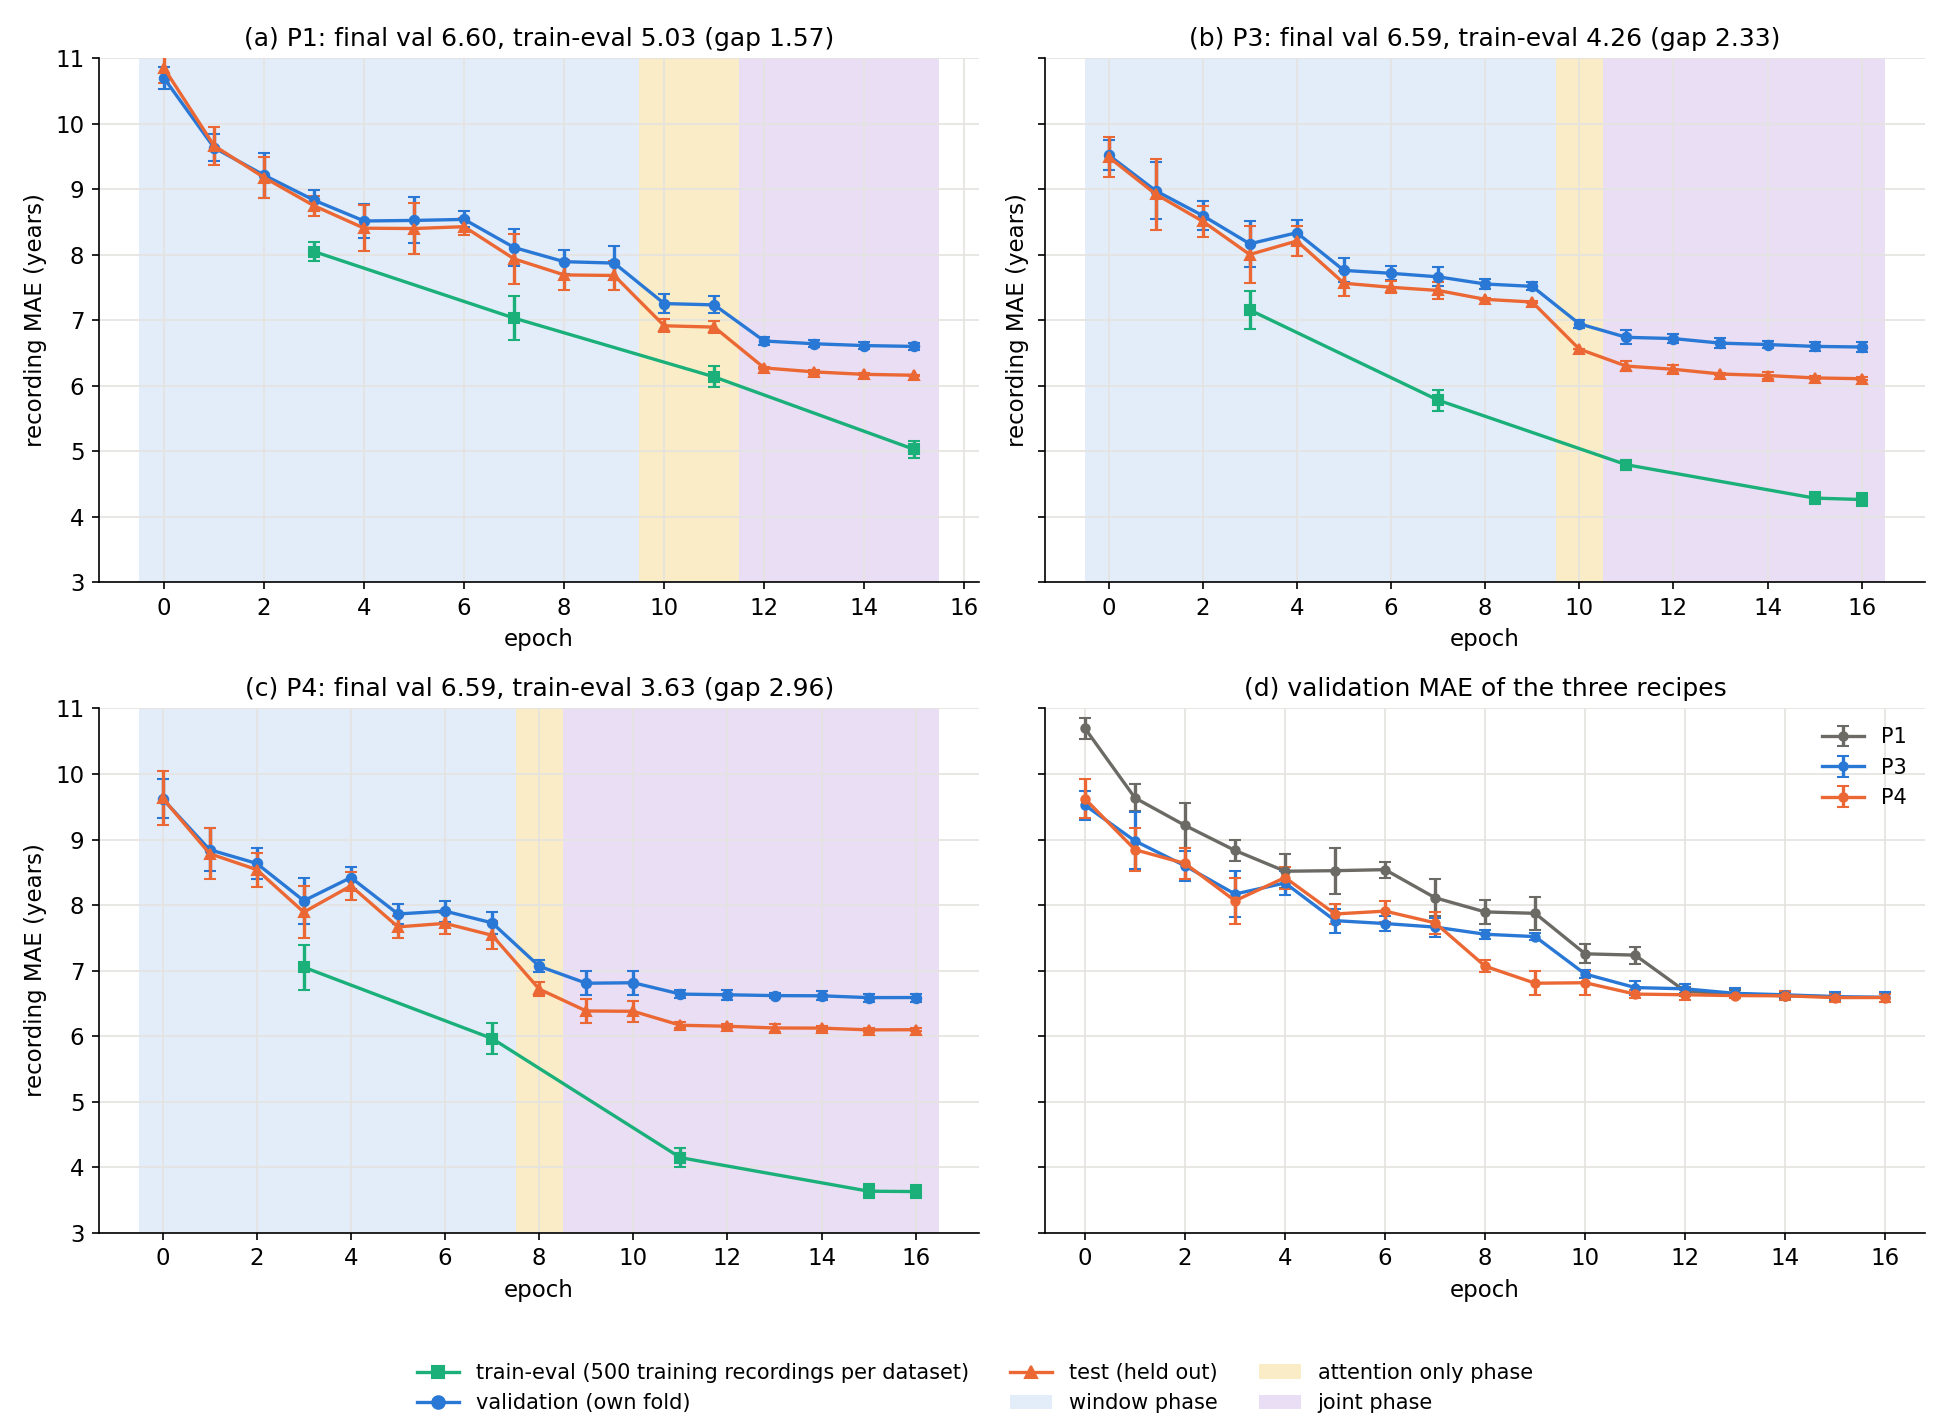 (a) P1: final val 6.60, train-eval 5.03 (gap 1.57)
11
10
9
8
7
6
5
4
3
recording MAE (years)
0 2 4 6 8 10 12 14 16
epoch
(b) P3: final val 6.59, train-eval 4.26 (gap 2.33)
recording MAE (years)
0 2 4 6 8 10 12 14 16
epoch
(c) P4: final val 6.59, train-eval 3.63 (gap 2.96)
11
10
9
8
7
6
5
4
3
recording MAE (years)
0 2 4 6 8 10 12 14 16
epoch
(d) validation MAE of the three recipes
P1
P3
P4
0 2 4 6 8 10 12 14 16
epoch
train-eval (500 training recordings per dataset)
validation (own fold)
test (held out)
window phase
attention only phase
joint phase